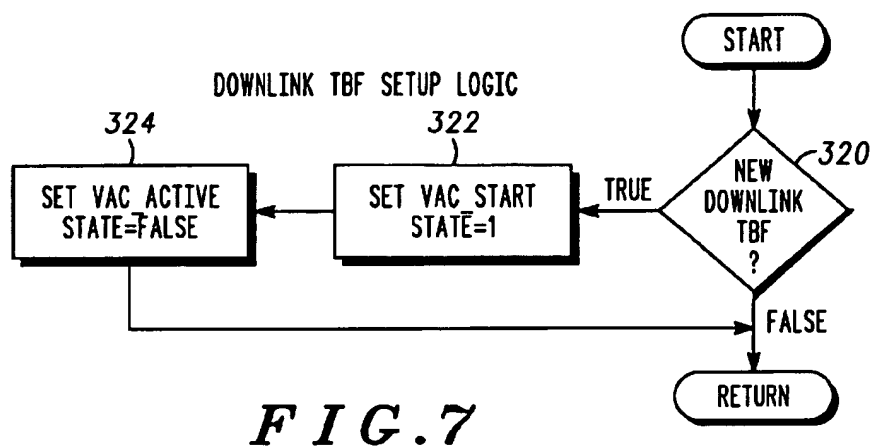 START
DOWNLINK TBF SETUP LOGIC
324
322
320
SET VAC_ACTIVE
STATE=FALSE
SET VAC_START
STATE=1
TRUE
NEW
DOWNLINK
TBF
?
FALSE
RETURN
FIG.7